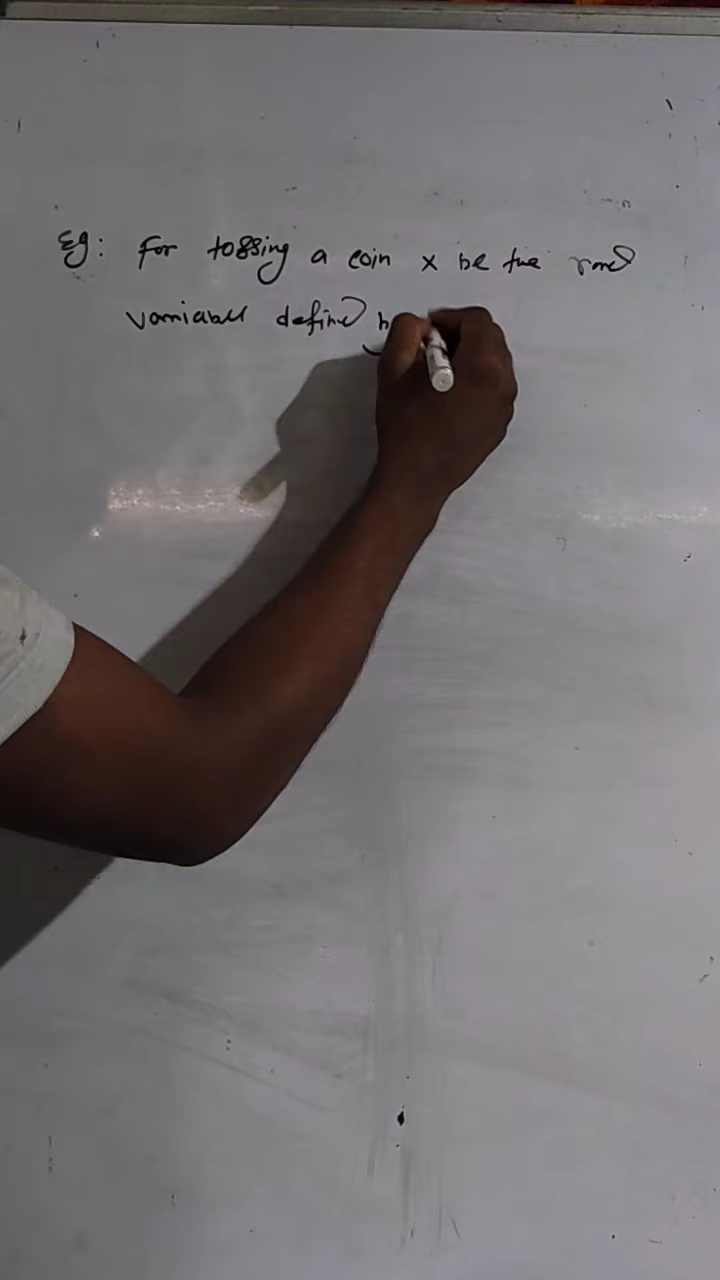 Eg: For tossing a coin x be the rand
variable defined b